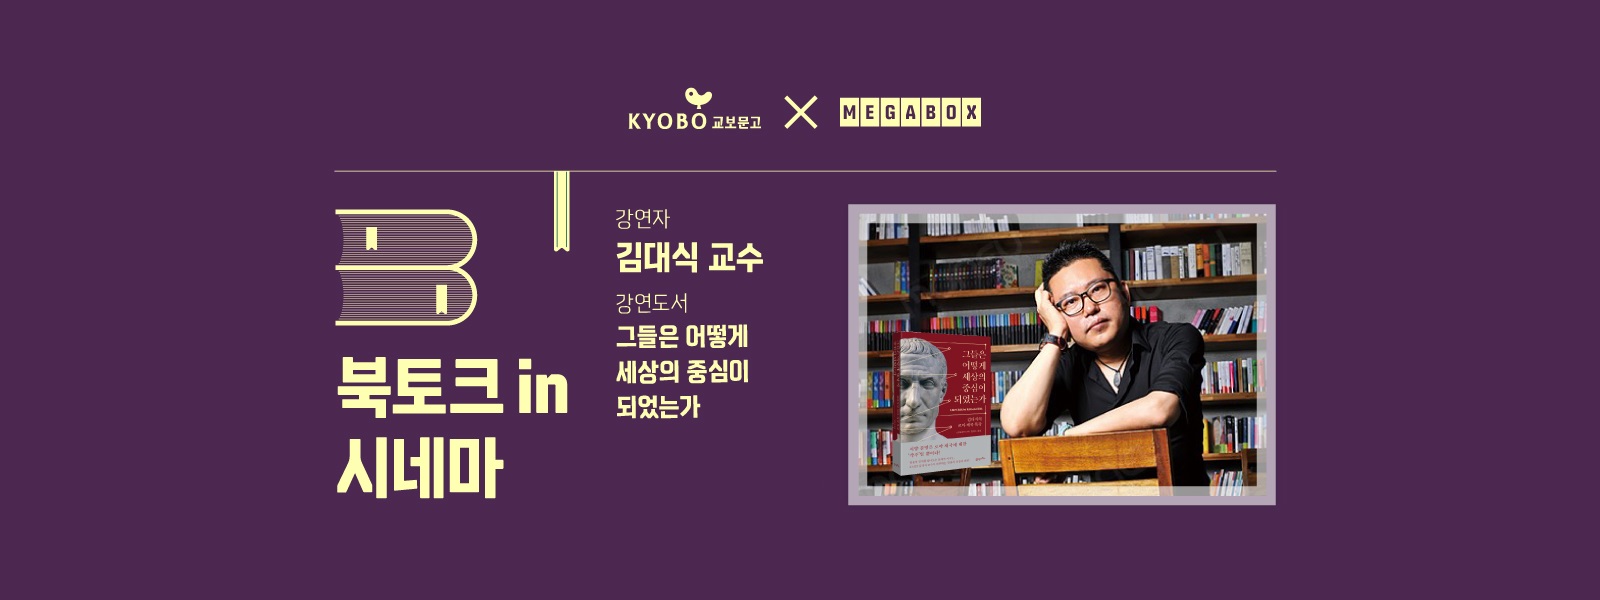 KYOBO 교보문고 × MEGABOX
북토크 in
시네마
강연자
김대식 교수
강연도서
그들은 어떻게
세상의 중심이
되었는가
그들은
어떻게
세상의
중심이
되었는가